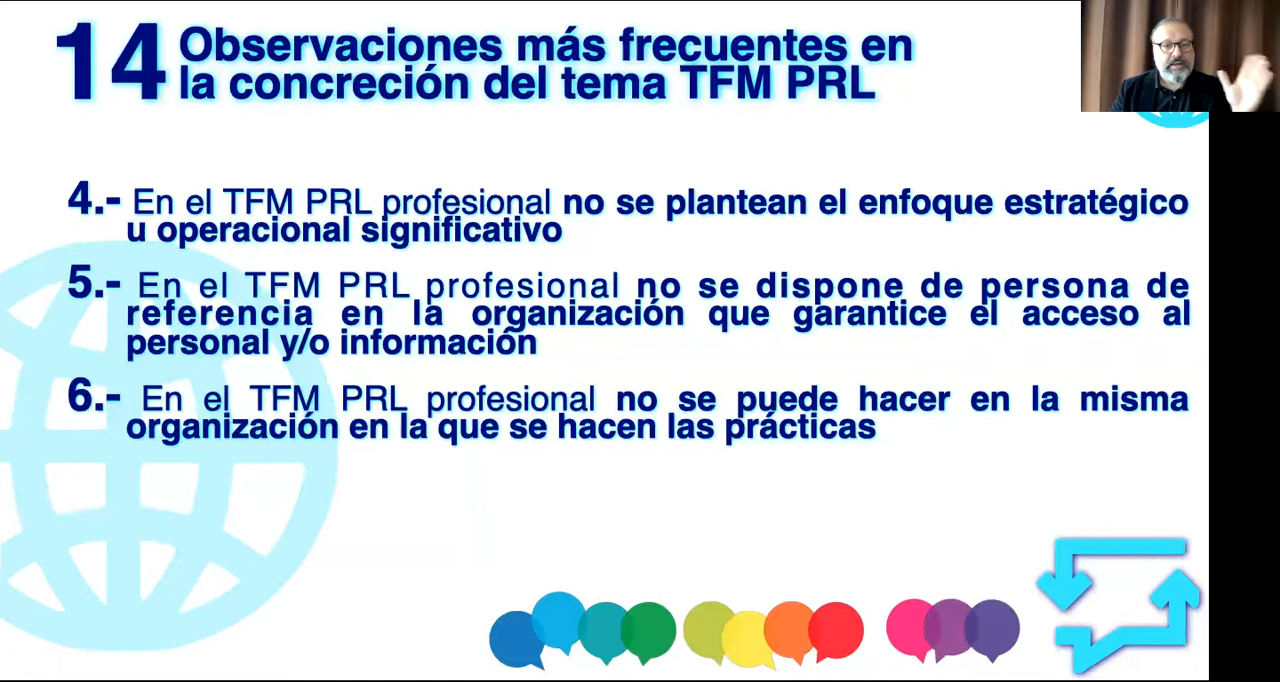 14 Observaciones más frecuentes en
la concreción del tema TFM PRL
4.- En el TFM PRL profesional no se plantean el enfoque estratégico
u operacional significativo
5.- En el TFM PRL profesional no se dispone de persona de
referencia en la organización que garantice el acceso al
personal y/o información
6.- En el TFM PRL profesional no se puede hacer en la misma
organización en la que se hacen las prácticas